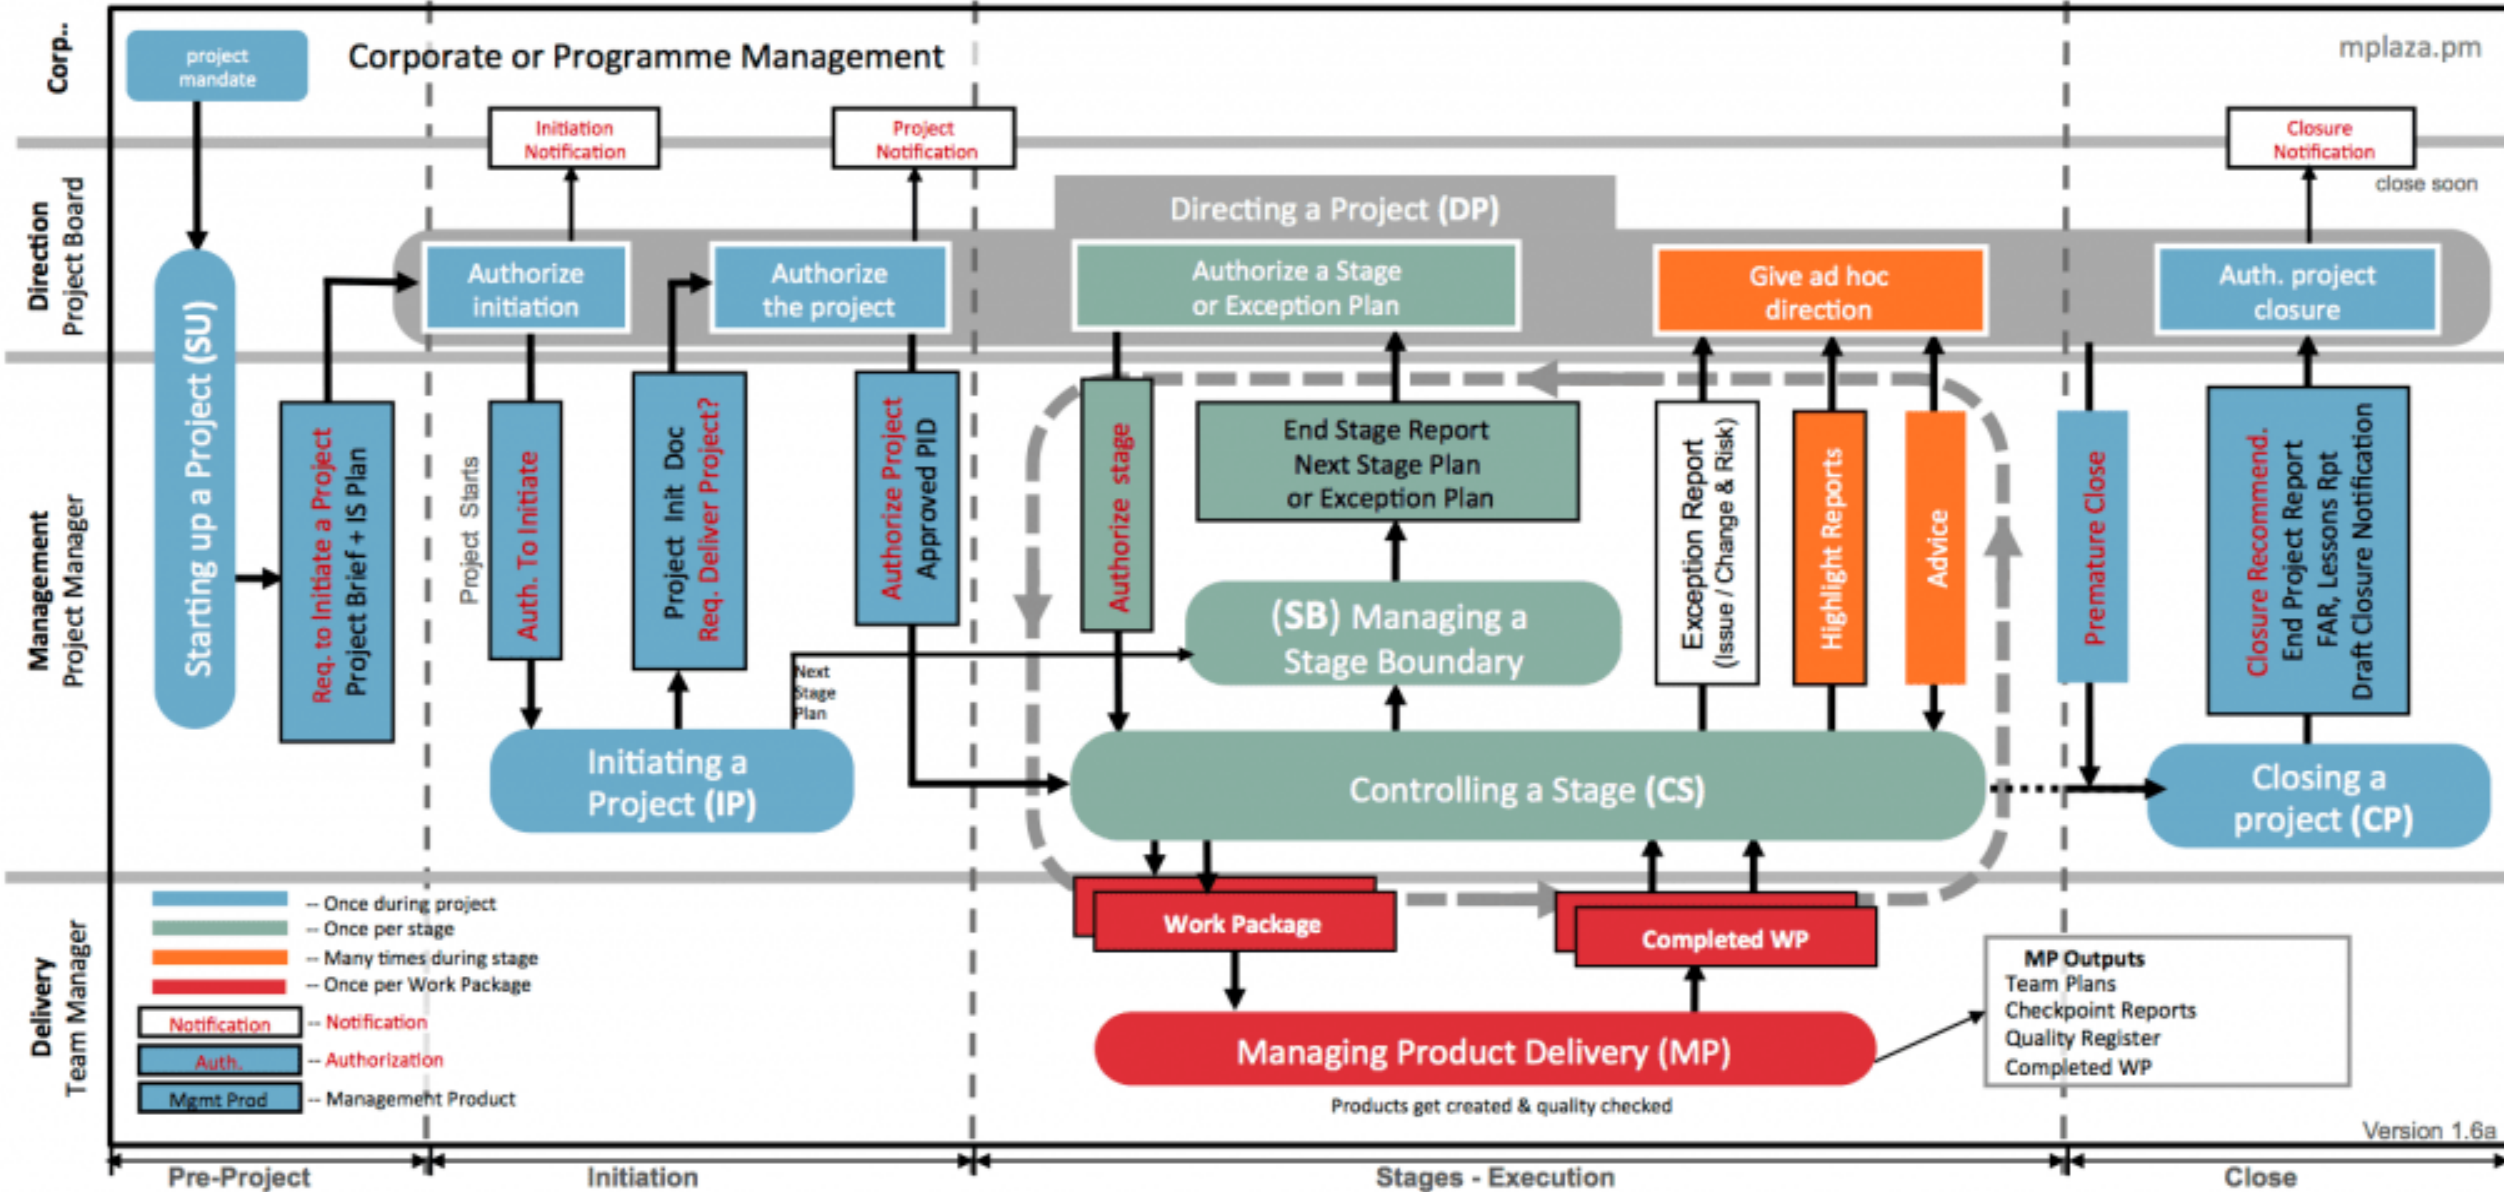 Corp..
project
mandate
Corporate or Programme Management
mplaza.pm
Initiation
Notification
Project
Notification
Closure
Notification
close soon
Direction
Project Board
Directing a Project (DP)
Authorize
initiation
Authorize
the project
Authorize a Stage
or Exception Plan
Give ad hoc
direction
Auth. project
closure
Management
Project Manager
Starting up a Project (SU)
Req. to Initiate a Project
Project Brief + IS Plan
Project Starts
Auth. To Initiate
Project Init Doc
Req. Deliver Project?
Authorize Project
Approved PID
Authorize stage
End Stage Report
Next Stage Plan
or Exception Plan
Exception Report
(Issue / Change & Risk)
Highlight Reports
Advice
Premature Close
Closure Recommend.
End Project Report
FAR, Lessons Rpt
Draft Closure Notification
(SB) Managing a
Stage Boundary
Next
Stage
Plan
Initiating a
Project (IP)
Controlling a Stage (CS)
Closing a
project (CP)
Delivery
Team Manager
-- Once during project
-- Once per stage
-- Many times during stage
-- Once per Work Package
Notification -- Notification
Auth. -- Authorization
Mgmt Prod -- Management Product
Work Package
Completed WP
Managing Product Delivery (MP)
Products get created & quality checked
MP Outputs
Team Plans
Checkpoint Reports
Quality Register
Completed WP
Version 1.6a
Pre-Project
Initiation
Stages - Execution
Close